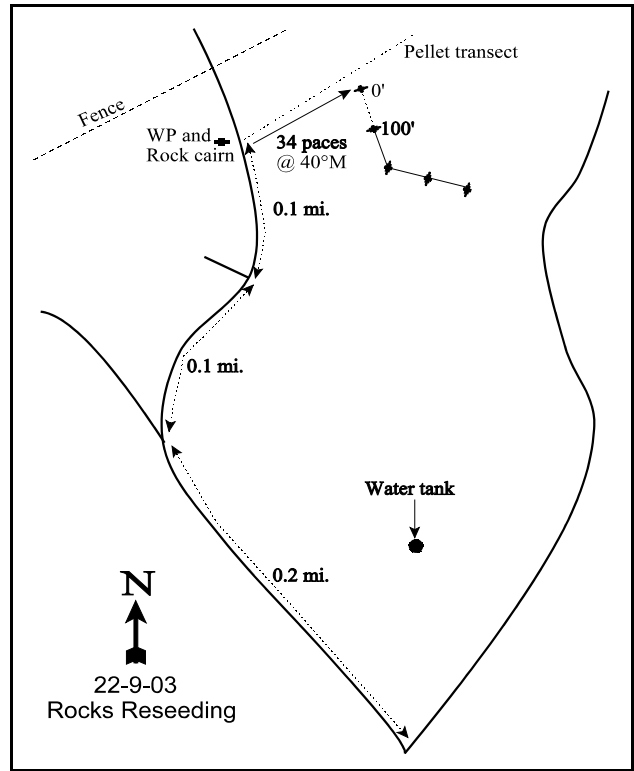 Pellet transect
Fence
0'
WP and
Rock cairn
100'
34 paces
@ 40°M
0.1 mi.
0.1 mi.
Water tank
0.2 mi.
N
22-9-03
Rocks Reseeding